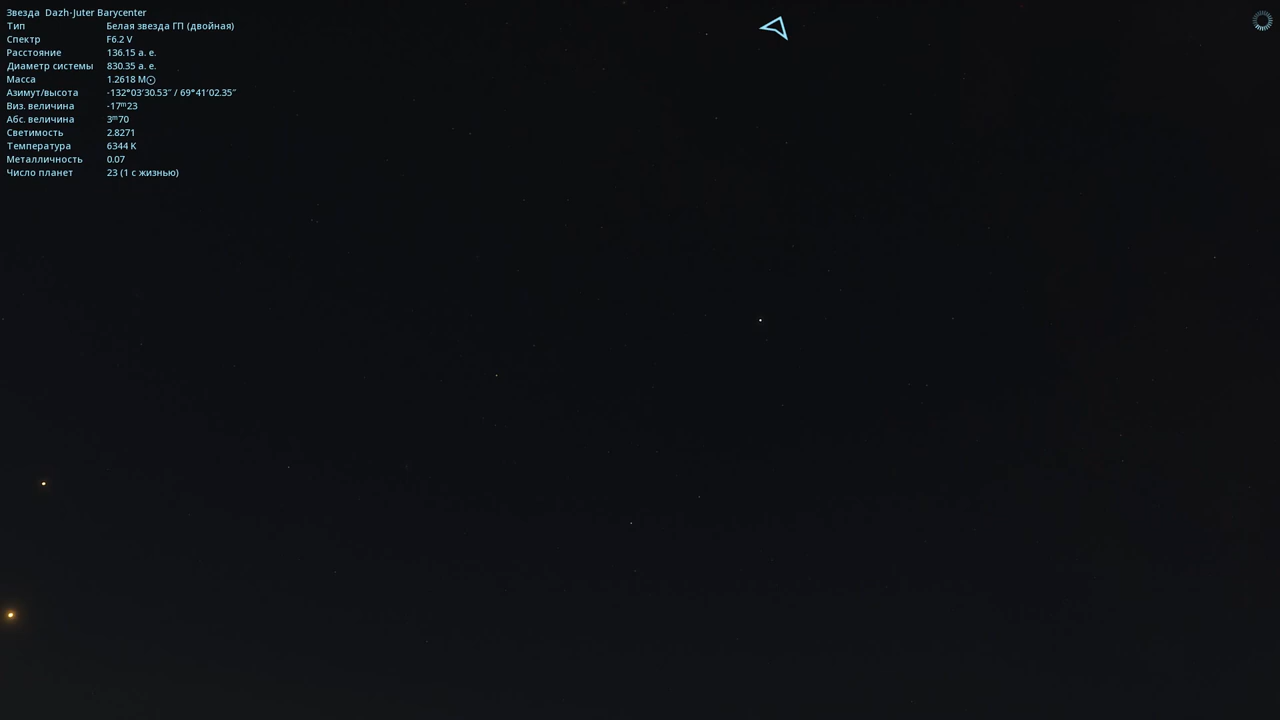 Звезда Dazh-Juter Barycenter
Тип Белая звезда ГП (двойная)
Спектр F6.2 V
Расстояние 136.15 а. е.
Диаметр системы 830.35 а. е.
Масса 1.2618 M☉
Азимут/высота -132°03′30.53″ / 69°41′02.35″
Виз. величина -17ᵐ23
Абс. величина 3ᵐ70
Светимость 2.8271
Температура 6344 K
Металличность 0.07
Число планет 23 (1 с жизнью)